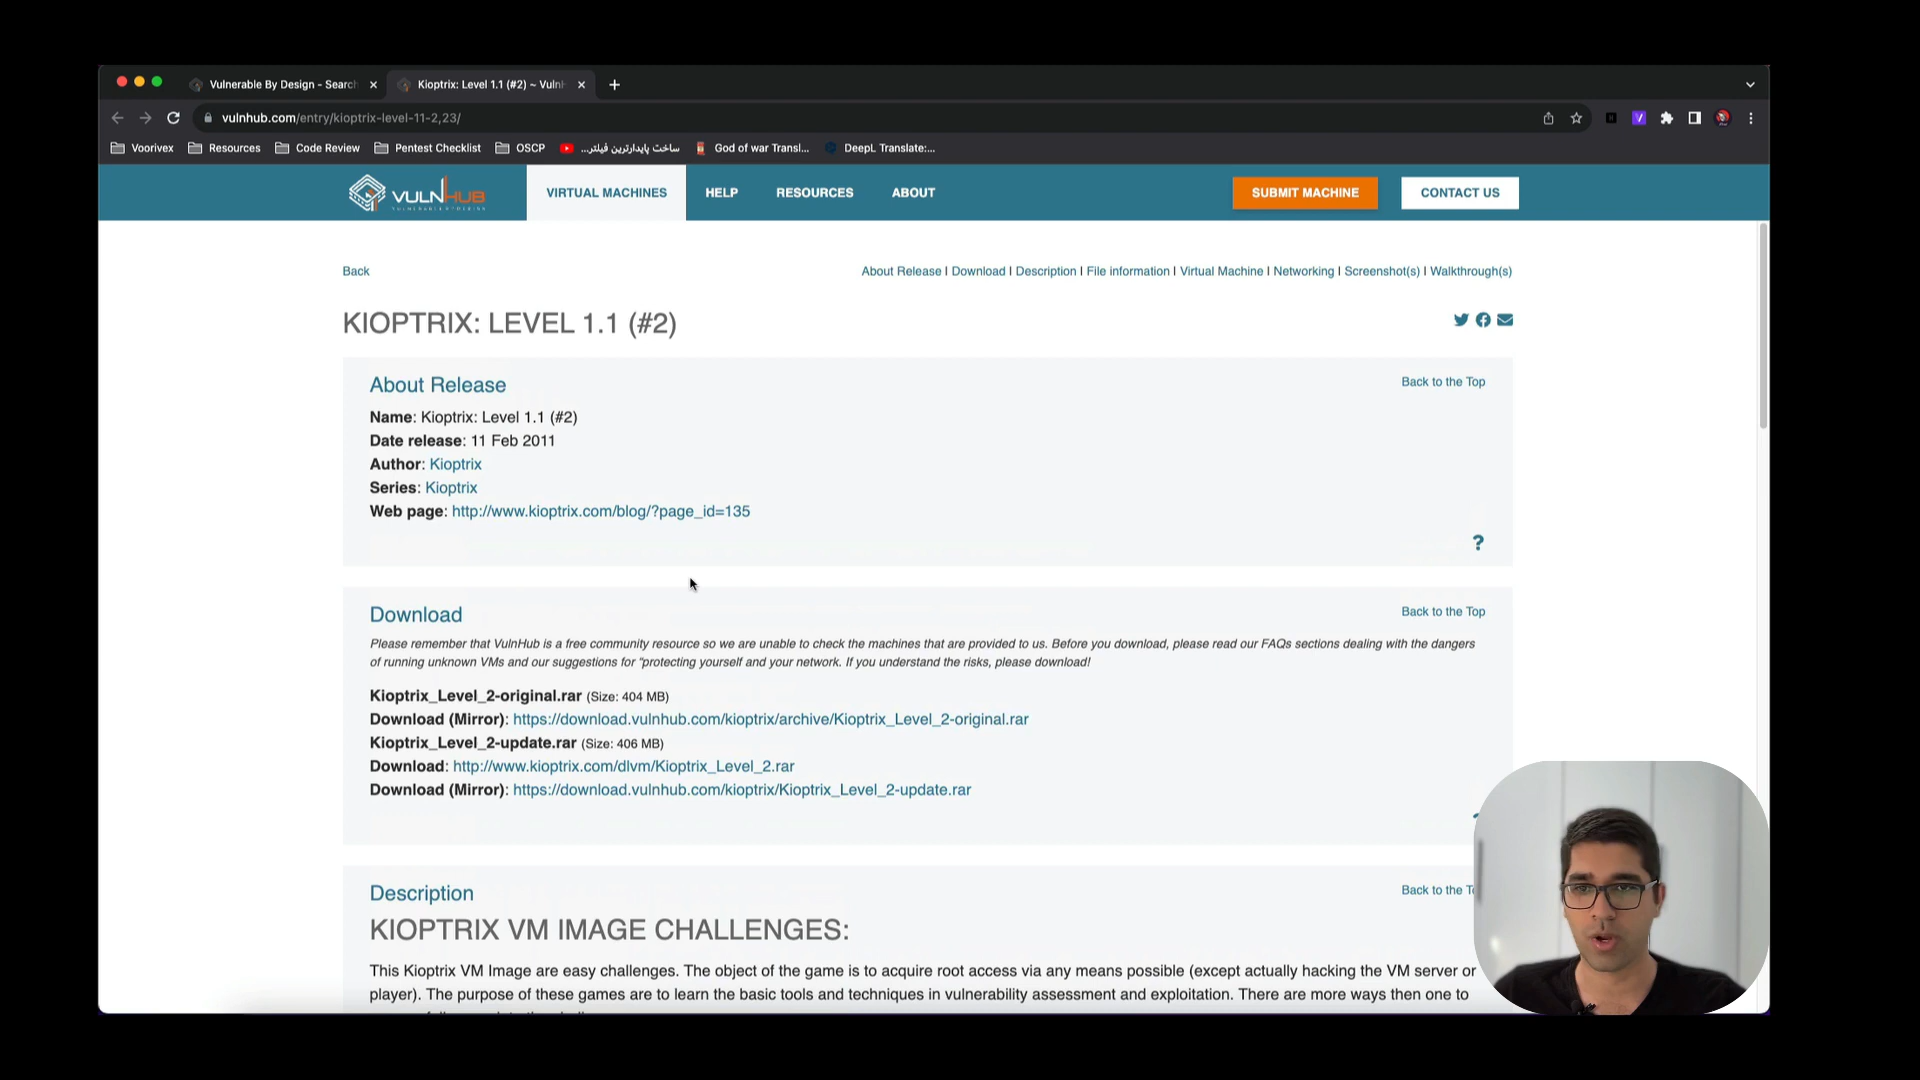 Vulnerable By Design - Search
Kioptrix: Level 1.1 (#2) ~ Vuln
vulnhub.com/entry/kioptrix-level-11-2,23/
Voorivex
Resources
Code Review
Pentest Checklist
OSCP
ساخت پایدارترین فیلتر...
God of war Transl...
DeepL Translate:...
VULNHUB
VIRTUAL MACHINES
HELP
RESOURCES
ABOUT
SUBMIT MACHINE
CONTACT US
Back
About Release | Download | Description | File information | Virtual Machine | Networking | Screenshot(s) | Walkthrough(s)
KIOPTRIX: LEVEL 1.1 (#2)
About Release
Back to the Top
Name: Kioptrix: Level 1.1 (#2)
Date release: 11 Feb 2011
Author: Kioptrix
Series: Kioptrix
Web page: http://www.kioptrix.com/blog/?page_id=135
?
Download
Back to the Top
Please remember that VulnHub is a free community resource so we are unable to check the machines that are provided to us. Before you download, please read our FAQs sections dealing with the dangers
of running unknown VMs and our suggestions for “protecting yourself and your network. If you understand the risks, please download!
Kioptrix_Level_2-original.rar (Size: 404 MB)
Download (Mirror): https://download.vulnhub.com/kioptrix/archive/Kioptrix_Level_2-original.rar
Kioptrix_Level_2-update.rar (Size: 406 MB)
Download: http://www.kioptrix.com/dlvm/Kioptrix_Level_2.rar
Download (Mirror): https://download.vulnhub.com/kioptrix/Kioptrix_Level_2-update.rar
Description
Back to the
KIOPTRIX VM IMAGE CHALLENGES:
This Kioptrix VM Image are easy challenges. The object of the game is to acquire root access via any means possible (except actually hacking the VM server or
player). The purpose of these games are to learn the basic tools and techniques in vulnerability assessment and exploitation. There are more ways then one to